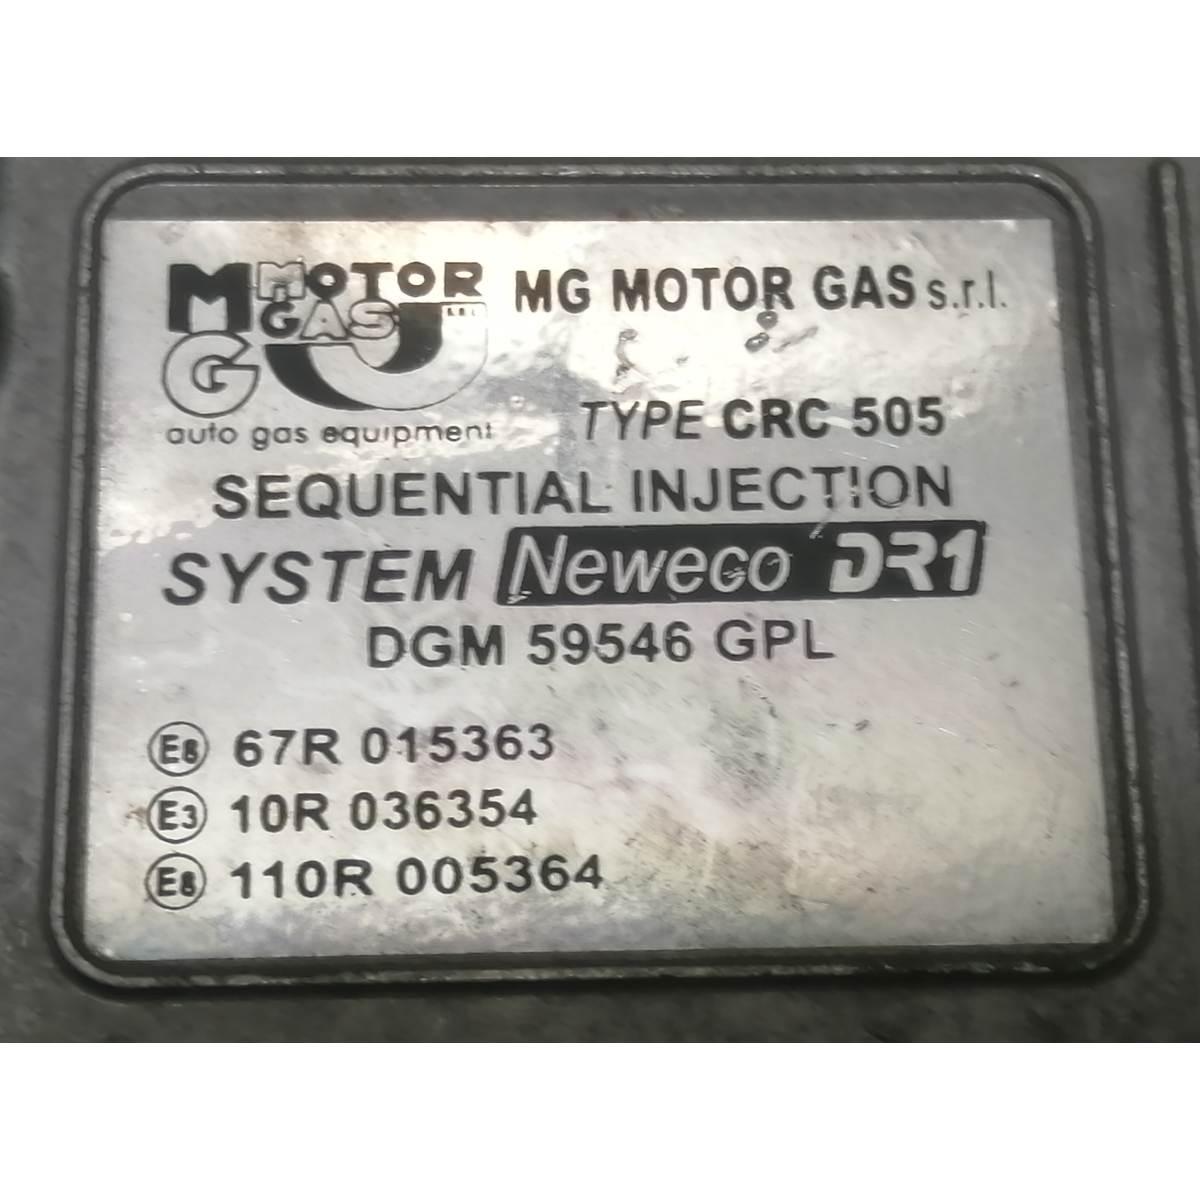 MG MOTOR GAS s.r.l.
MG MOTOR GAS s.r.l.
auto gas equipment
TYPE CRC 505
SEQUENTIAL INJECTION
SYSTEM Neweco DR1
DGM 59546 GPL
E8 67R 015363
E3 10R 036354
E8 110R 005364